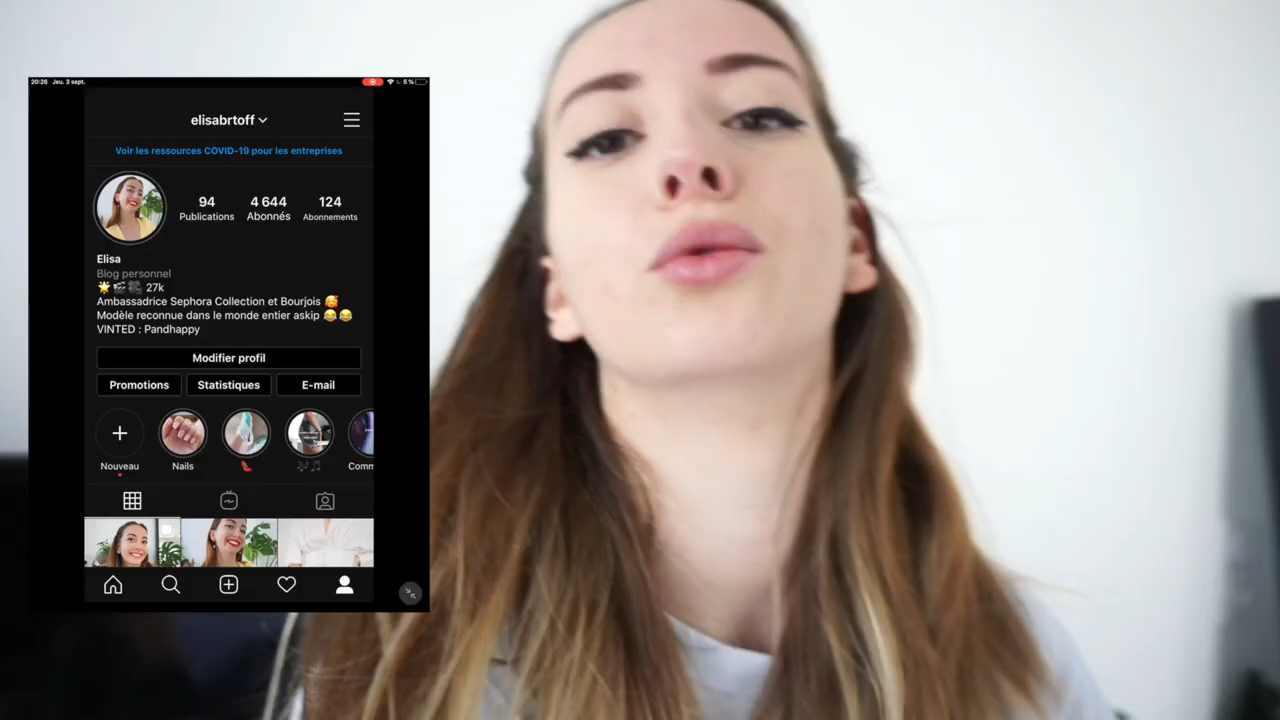 20:26 Jeu. 3 sept.
5 %
elisabrtoff
Voir les ressources COVID-19 pour les entreprises
94 4 644 124
Publications Abonnés Abonnements
Elisa
Blog personnel
🌟🎬🎥 27k
Ambassadrice Sephora Collection et Bourjois 🥰
Modèle reconnue dans le monde entier askip 😂😂
VINTED : Pandhappy
Modifier profil
Promotions Statistiques E-mail
Nouveau Nails 💃 🎶🎵 Comm